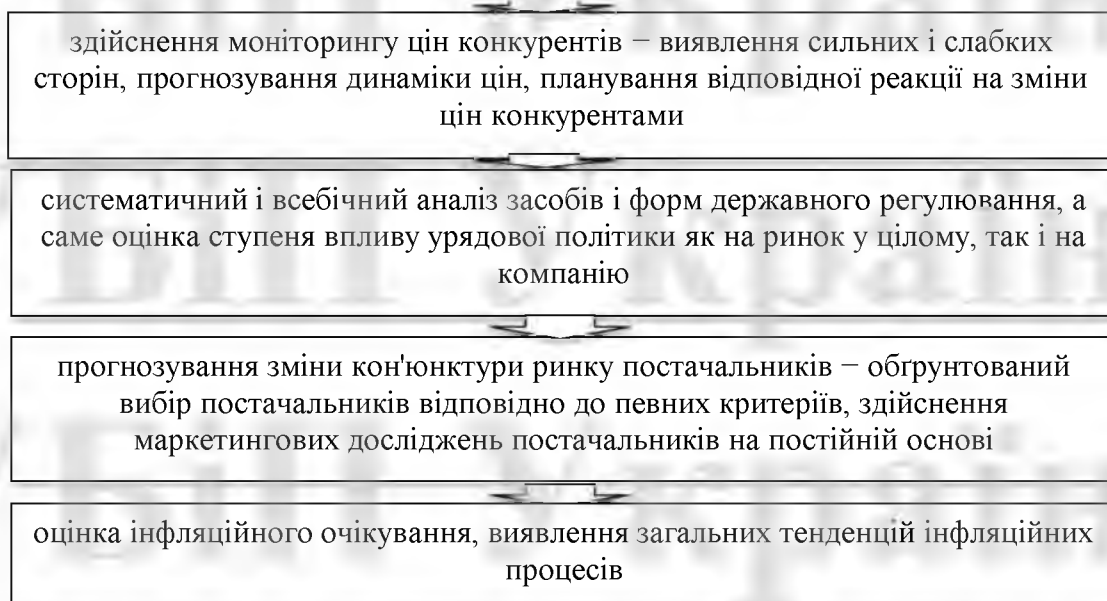 здійснення моніторингу цін конкурентів − виявлення сильних і слабких
сторін, прогнозування динаміки цін, планування відповідної реакції на зміни
цін конкурентами
систематичний і всебічний аналіз засобів і форм державного регулювання, а
саме оцінка ступеня впливу урядової політики як на ринок у цілому, так і на
компанію
прогнозування зміни кон'юнктури ринку постачальників − обґрунтований
вибір постачальників відповідно до певних критеріїв, здійснення
маркетингових досліджень постачальників на постійній основі
оцінка інфляційного очікування, виявлення загальних тенденцій інфляційних
процесів